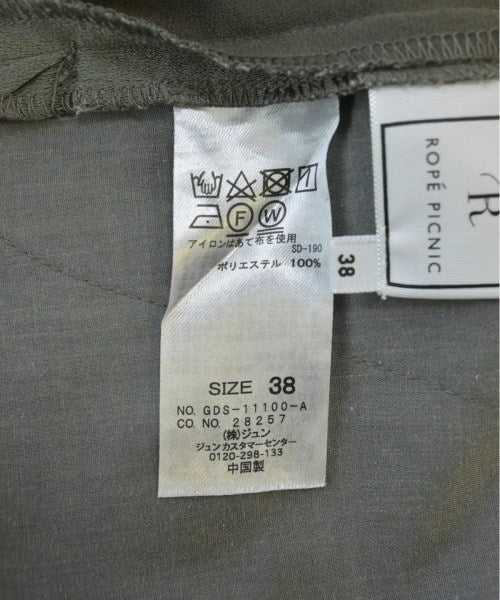 F W
アイロンはあて布を使用
SD-190
ポリエステル 100%
SIZE 38
NO. GDS-11100-A
CO. NO. 28257
(株)ジュン
ジュンカスタマーセンター
0120-298-133
中国製
38
R
ROPÉ PICNIC